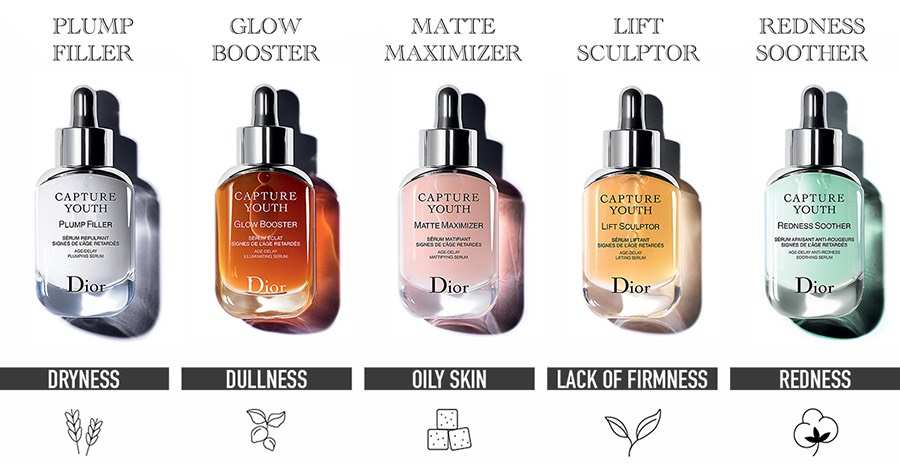 PLUMP
FILLER
GLOW
BOOSTER
MATTE
MAXIMIZER
LIFT
SCULPTOR
REDNESS
SOOTHER
CAPTURE
YOUTH
PLUMP FILLER
SÉRUM REPULPANT
SIGNES DE L'ÂGE RETARDÉS
AGE-DELAY
PLUMPING SERUM
Dior
CAPTURE
YOUTH
GLOW BOOSTER
SÉRUM ÉCLAT
SIGNES DE L'ÂGE RETARDÉS
AGE-DELAY
ILLUMINATING SERUM
Dior
CAPTURE
YOUTH
MATTE MAXIMIZER
SÉRUM MATIFIANT
SIGNES DE L'ÂGE RETARDÉS
AGE-DELAY
MATTIFYING SERUM
Dior
CAPTURE
YOUTH
LIFT SCULPTOR
SÉRUM LIFTANT
SIGNES DE L'ÂGE RETARDÉS
AGE-DELAY
LIFTING SERUM
Dior
CAPTURE
YOUTH
REDNESS SOOTHER
SÉRUM APAISANT ANTI-ROUGEURS
SIGNES DE L'ÂGE RETARDÉS
AGE-DELAY ANTI-REDNESS
SOOTHING SERUM
Dior
DRYNESS
DULLNESS
OILY SKIN
LACK OF FIRMNESS
REDNESS